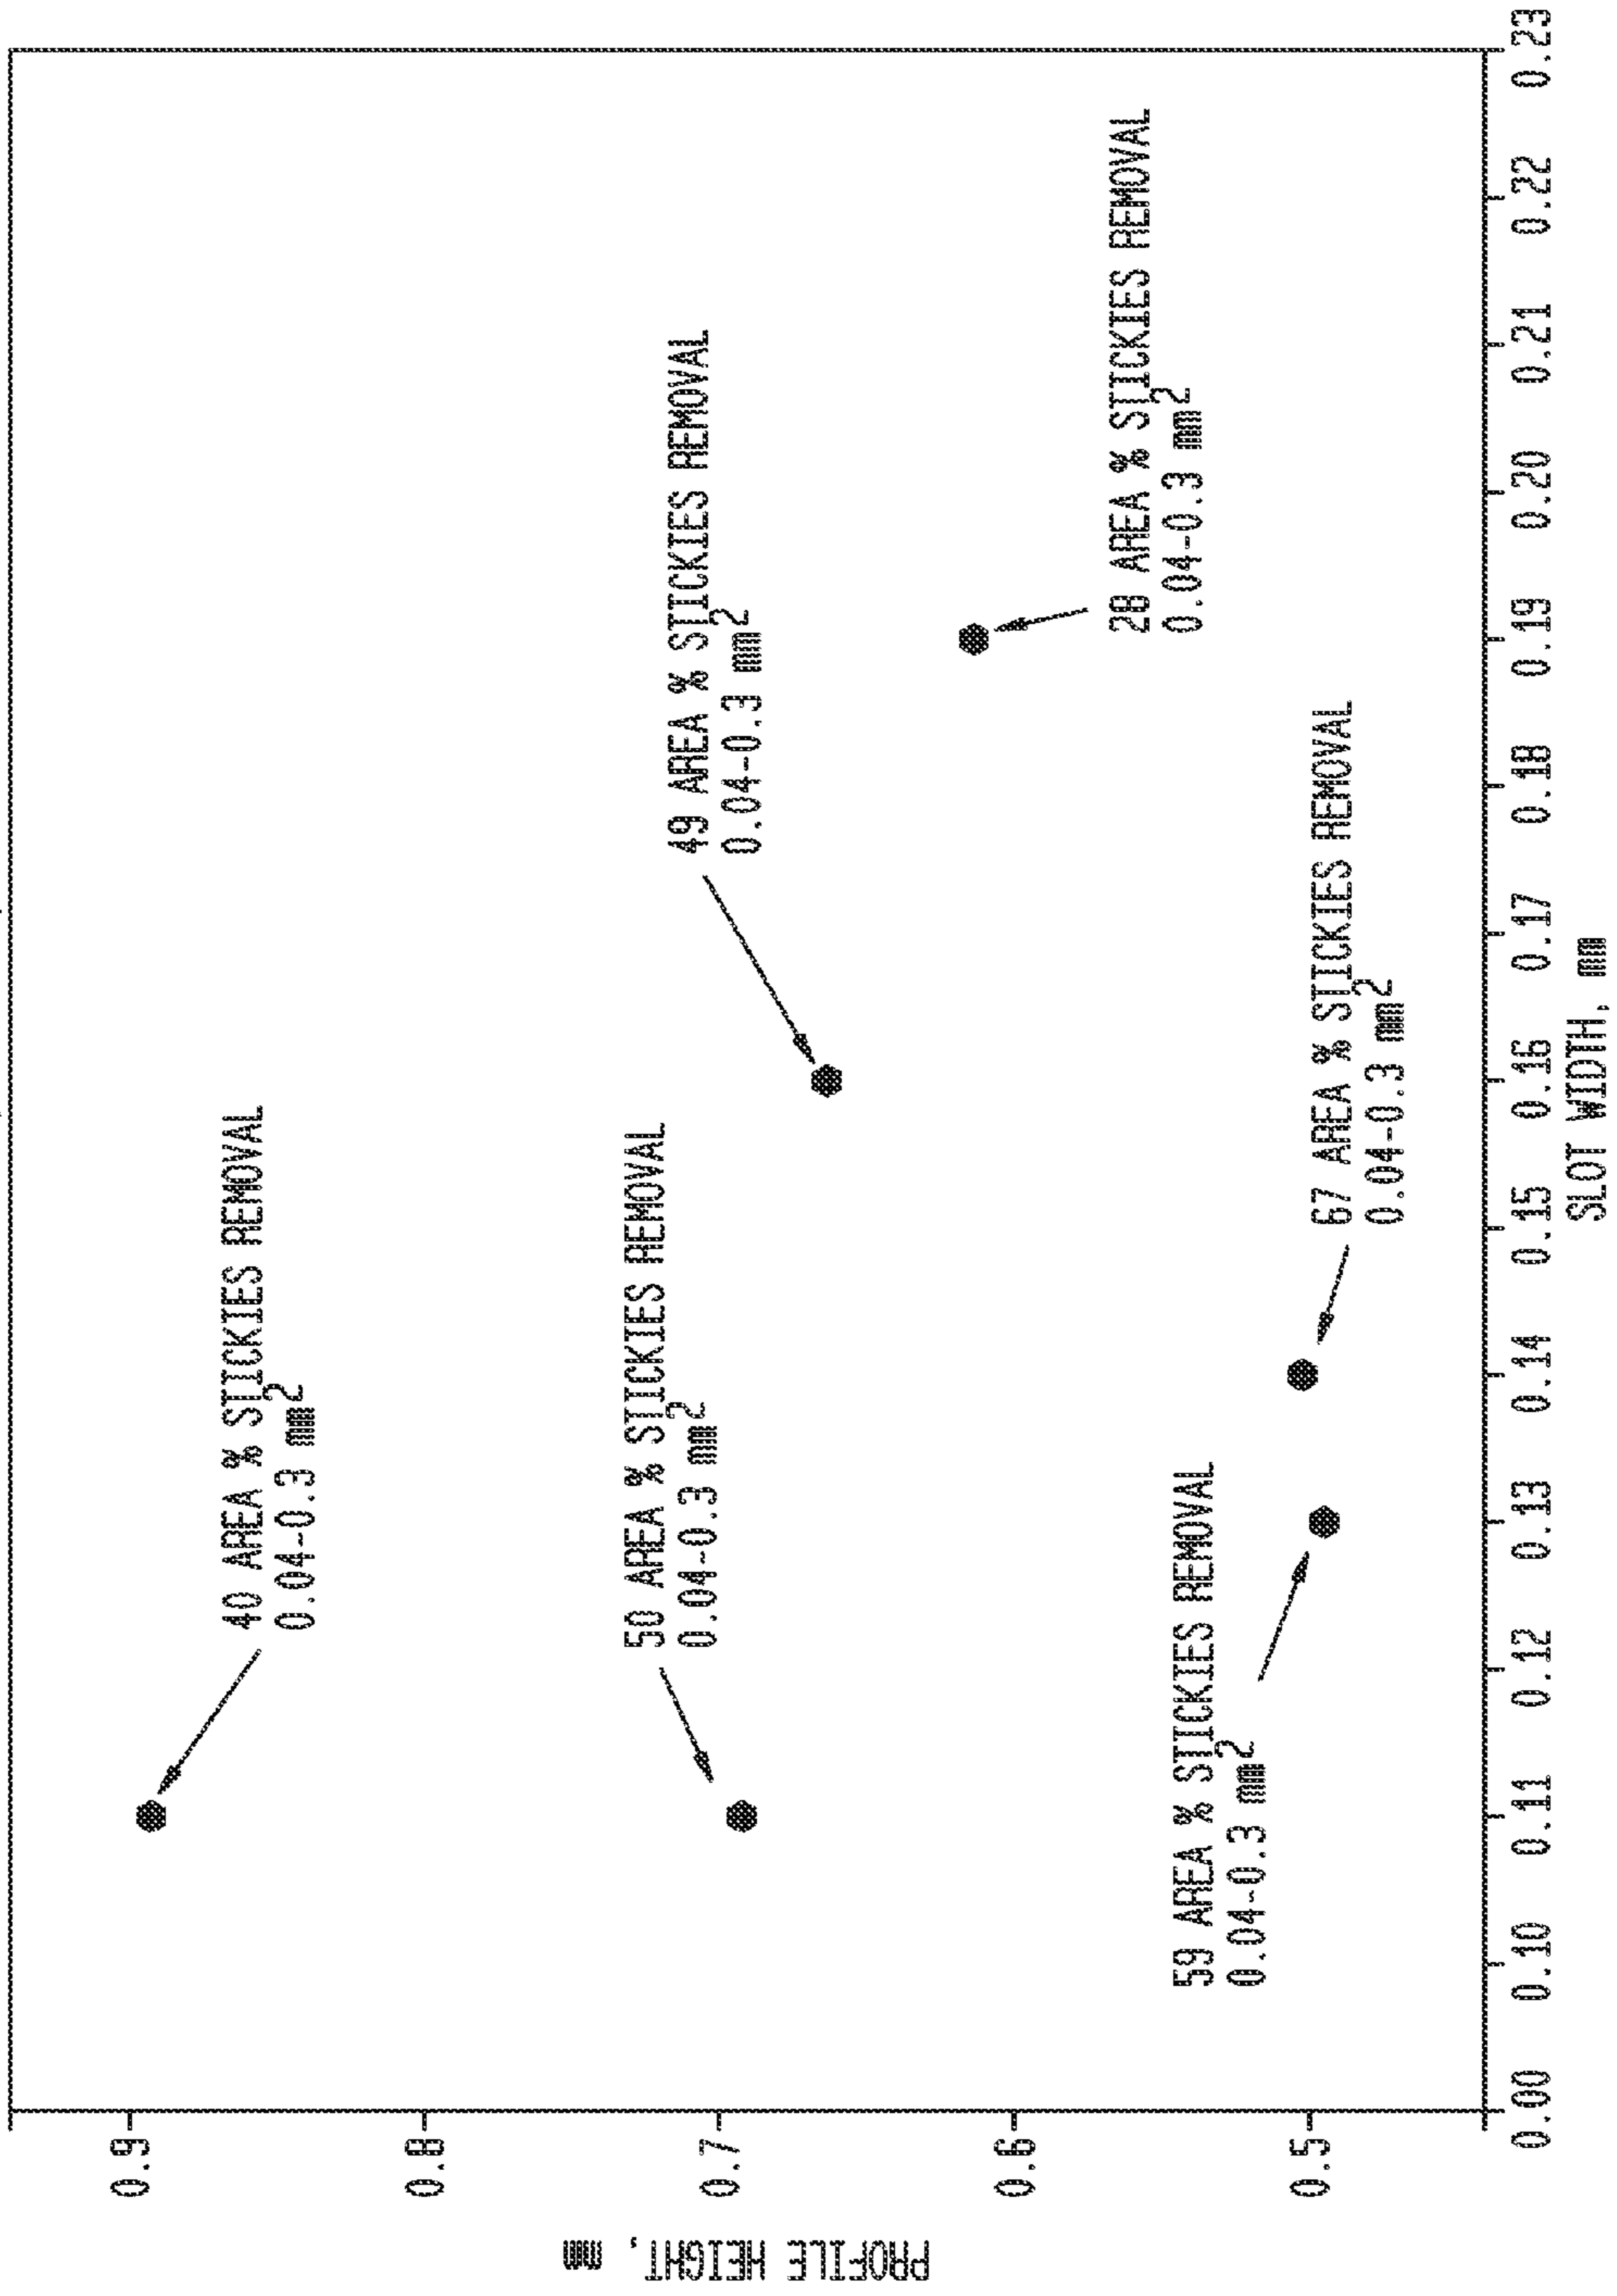 PROFILE HEIGHT, mm
0.9
0.8
0.7
0.6
0.5
40 AREA % STICKIES REMOVAL
0.04-0.3 mm²
50 AREA % STICKIES REMOVAL
0.04-0.3 mm²
49 AREA % STICKIES REMOVAL
0.04-0.3 mm²
28 AREA % STICKIES REMOVAL
0.04-0.3 mm²
59 AREA % STICKIES REMOVAL
0.04-0.3 mm²
67 AREA % STICKIES REMOVAL
0.04-0.3 mm²
0.00 0.10 0.11 0.12 0.13 0.14 0.15 0.16 0.17 0.18 0.19 0.20 0.21 0.22 0.23
SLOT WIDTH, mm